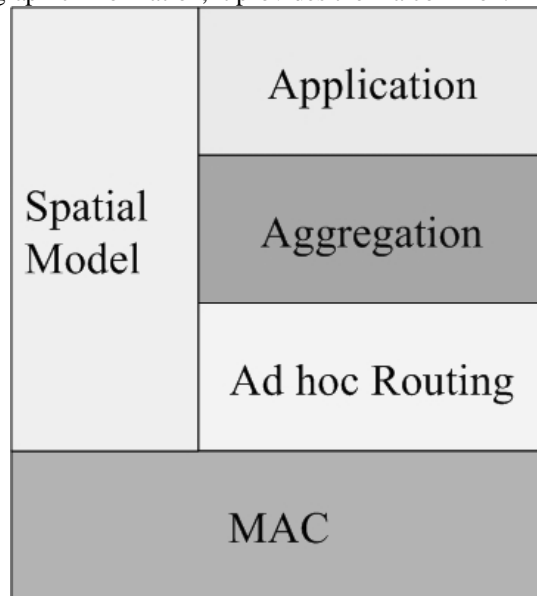 Application
Spatial
Model
Aggregation
Ad hoc Routing
MAC